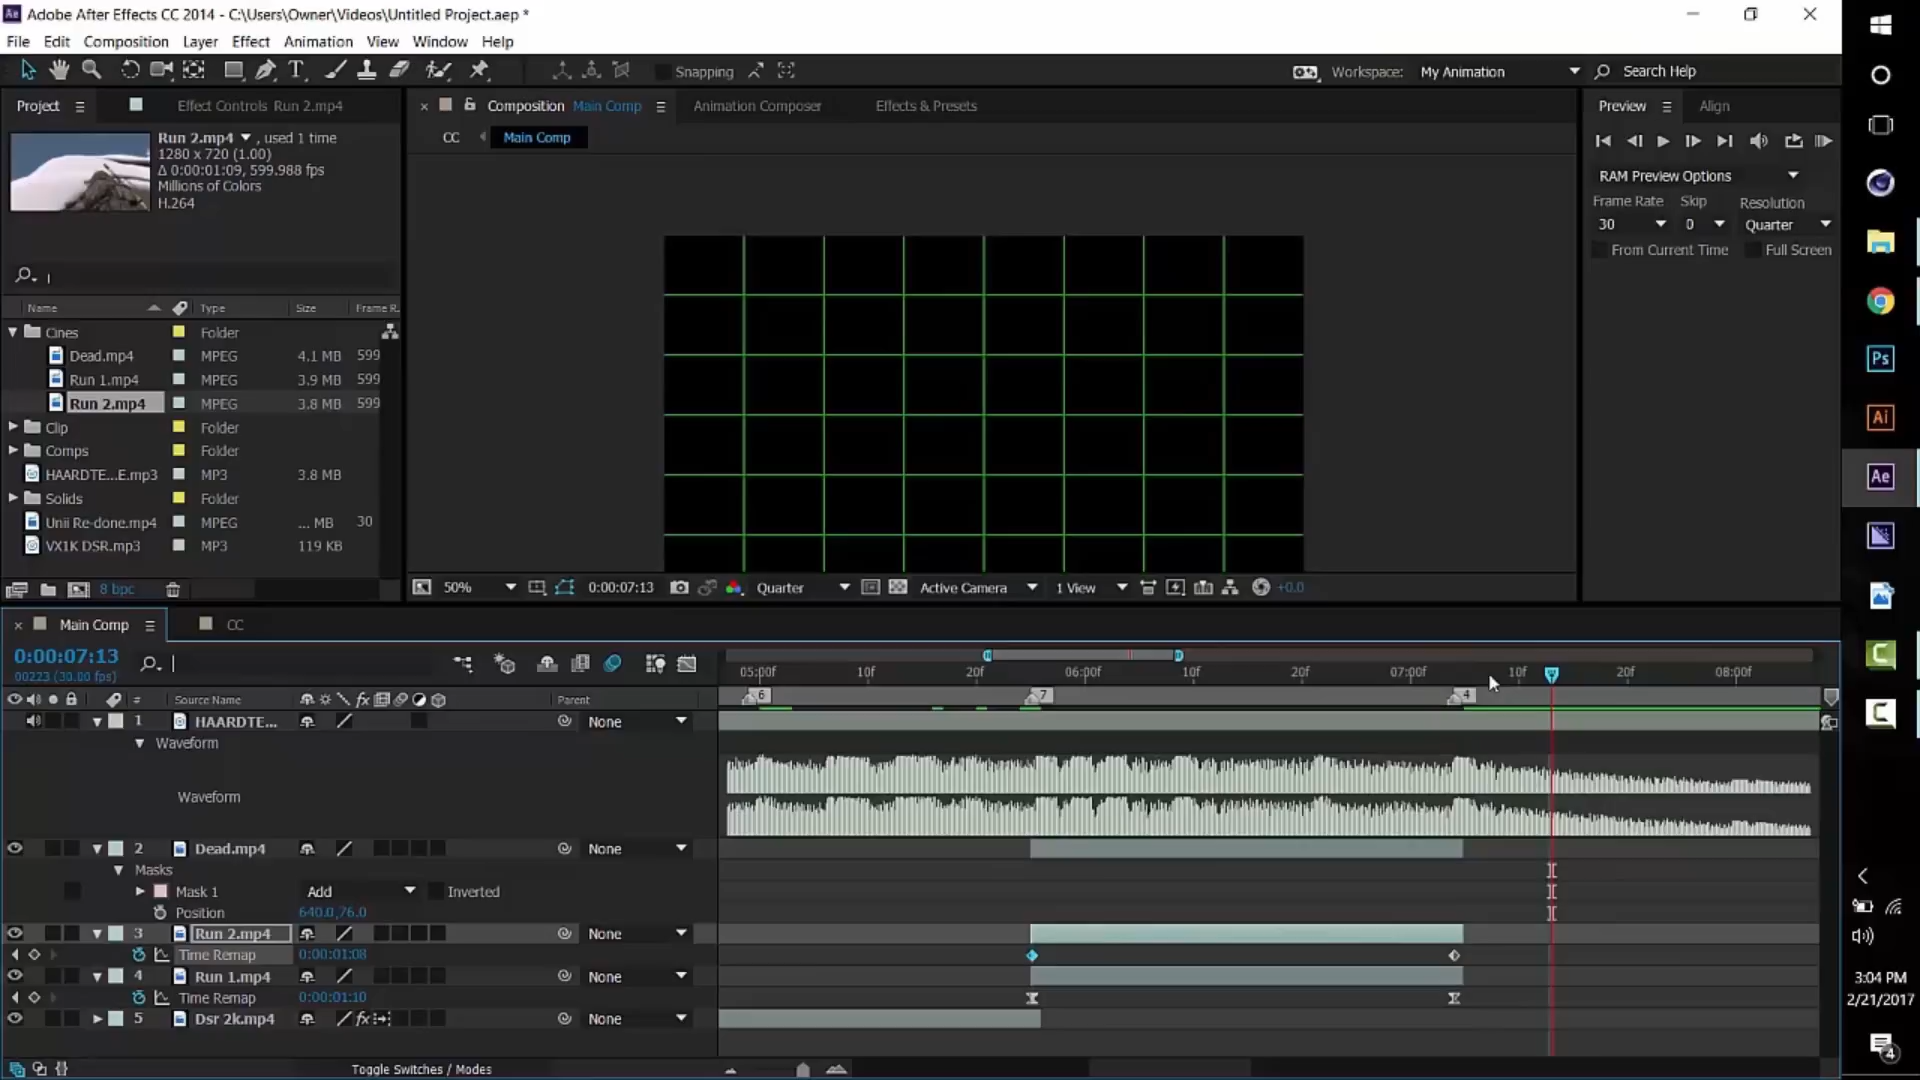 Adobe After Effects CC 2014 - C:\Users\Owner\Videos\Untitled Project.aep *
File Edit Composition Layer Effect Animation View Window Help
Snapping
Workspace: My Animation Search Help
Project Effect Controls Run 2.mp4
Composition Main Comp Animation Composer Effects & Presets
Preview Align
Run 2.mp4 , used 1 time
1280 x 720 (1.00)
Δ 0:00:01:09, 599.988 fps
Millions of Colors
H.264
CC Main Comp
RAM Preview Options
Frame Rate Skip Resolution
30 0 Quarter
From Current Time Full Screen
Name Type Size Frame R.
Cines Folder
Dead.mp4 MPEG 4.1 MB 599
Run 1.mp4 MPEG 3.9 MB 599
Run 2.mp4 MPEG 3.8 MB 599
Clip Folder
Comps Folder
HAARDTE...E.mp3 MP3 3.8 MB
Solids Folder
Unii Re-done.mp4 MPEG ... MB 30
VX1K DSR.mp3 MP3 119 KB
8 bpc
50% 0:00:07:13 Quarter Active Camera 1 View +0.0
Main Comp CC
0:00:07:13
00223 (30.00 fps)
05:00f 10f 20f 06:00f 10f 20f 07:00f 10f 20f 08:00f
6 7 4
# Source Name fx Parent
1 HAARDTE... None
Waveform
Waveform
2 Dead.mp4 None
Masks
Mask 1 Add Inverted
Position 640.0,76.0
3 Run 2.mp4 None
Time Remap 0:00:01:08
4 Run 1.mp4 None
Time Remap 0:00:01:10
5 Dsr 2k.mp4 fx None
Toggle Switches / Modes
Ps
Ai
Ae
3:04 PM
2/21/2017
4